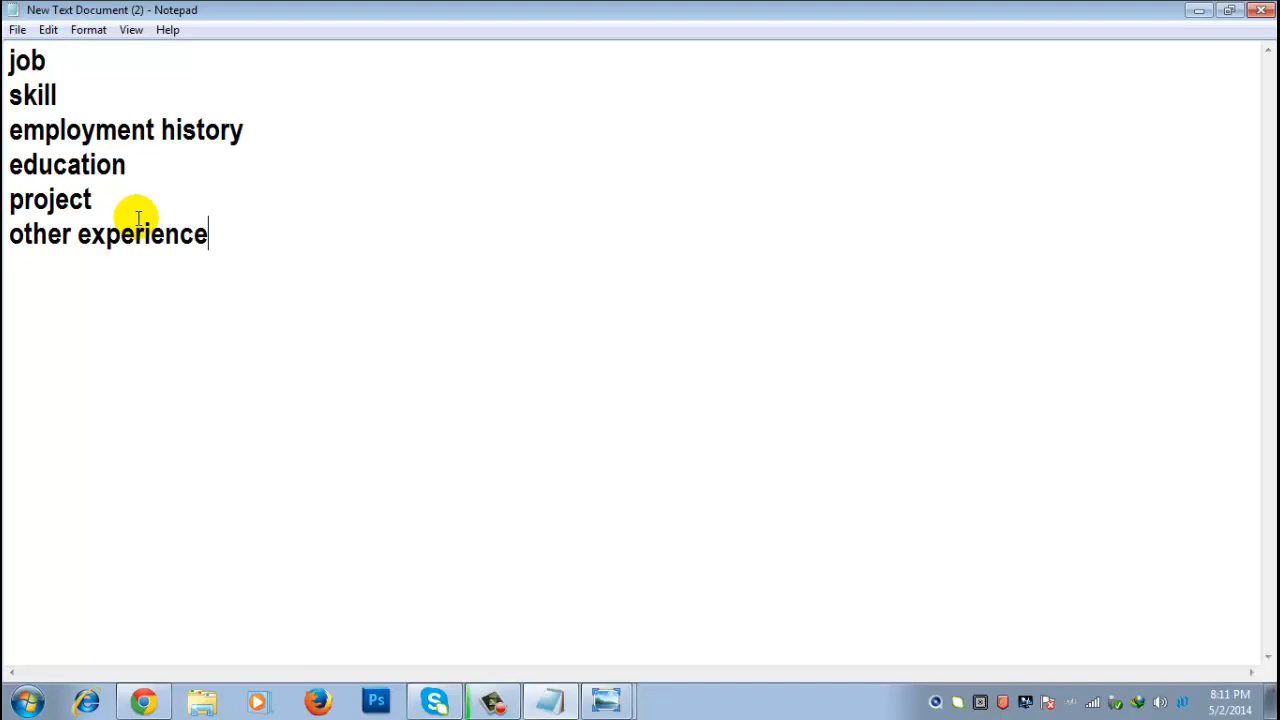 New Text Document (2) - Notepad
File Edit Format View Help
job
skill
employment history
education
project
other experience
Ps
8:11 PM
5/2/2014